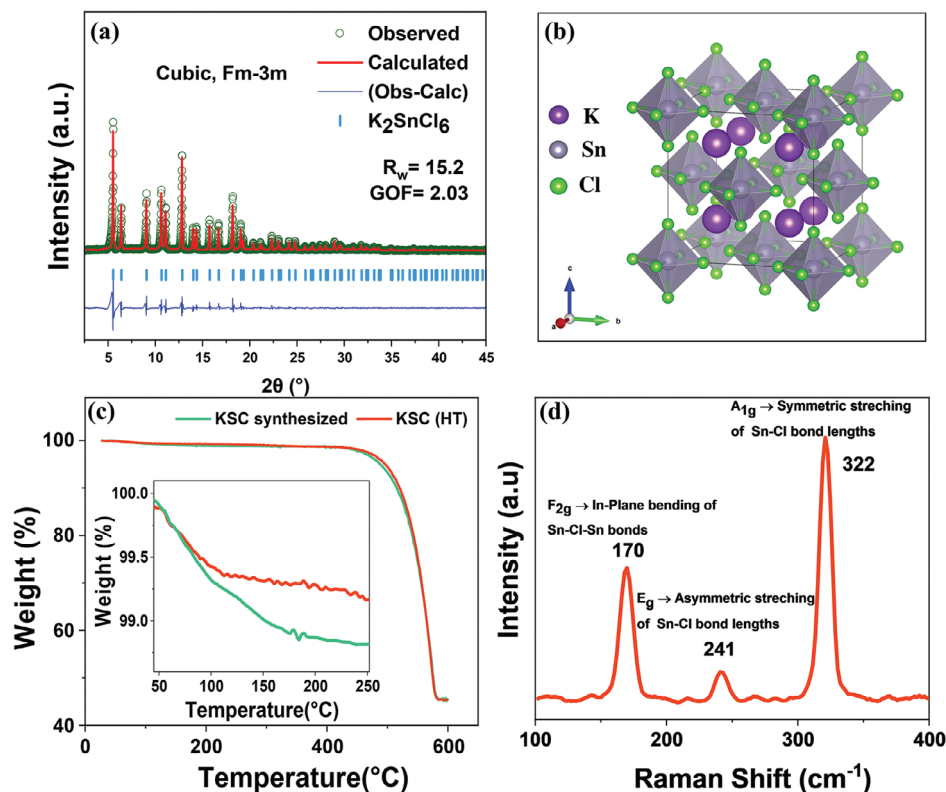 (a)
Observed
Calculated
(Obs-Calc)
K₂SnCl₆
Cubic, Fm-3m
R_w= 15.2
GOF= 2.03
Intensity (a.u.)
5 10 15 20 25 30 35 40 45
2θ (°)
(b)
K
Sn
Cl
c
a
b
(c)
KSC synthesized
KSC (HT)
100
80
60
40
Weight (%)
0 200 400 600
Temperature(°C)
100.0
99.5
99.0
Weight (%)
50 100 150 200 250
Temperature(°C)
(d)
A₁g → Symmetric streching
of Sn-Cl bond lengths
322
F₂g → In-Plane bending of
Sn-Cl-Sn bonds
170
E_g → Asymmetric streching
of Sn-Cl bond lengths
241
Intensity (a.u)
100 200 300 400
Raman Shift (cm⁻¹)